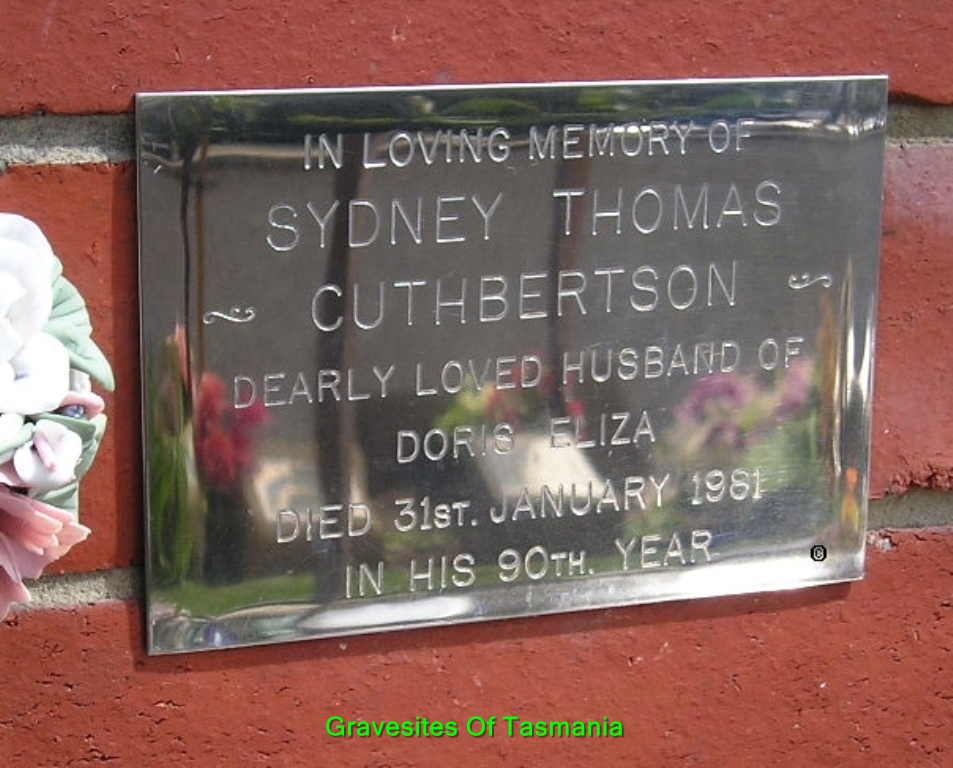 IN LOVING MEMORY OF
SYDNEY THOMAS
CUTHBERTSON
DEARLY LOVED HUSBAND OF
DORIS ELIZA
DIED 31ST. JANUARY 1981
IN HIS 90TH. YEAR
©
Gravesites Of Tasmania